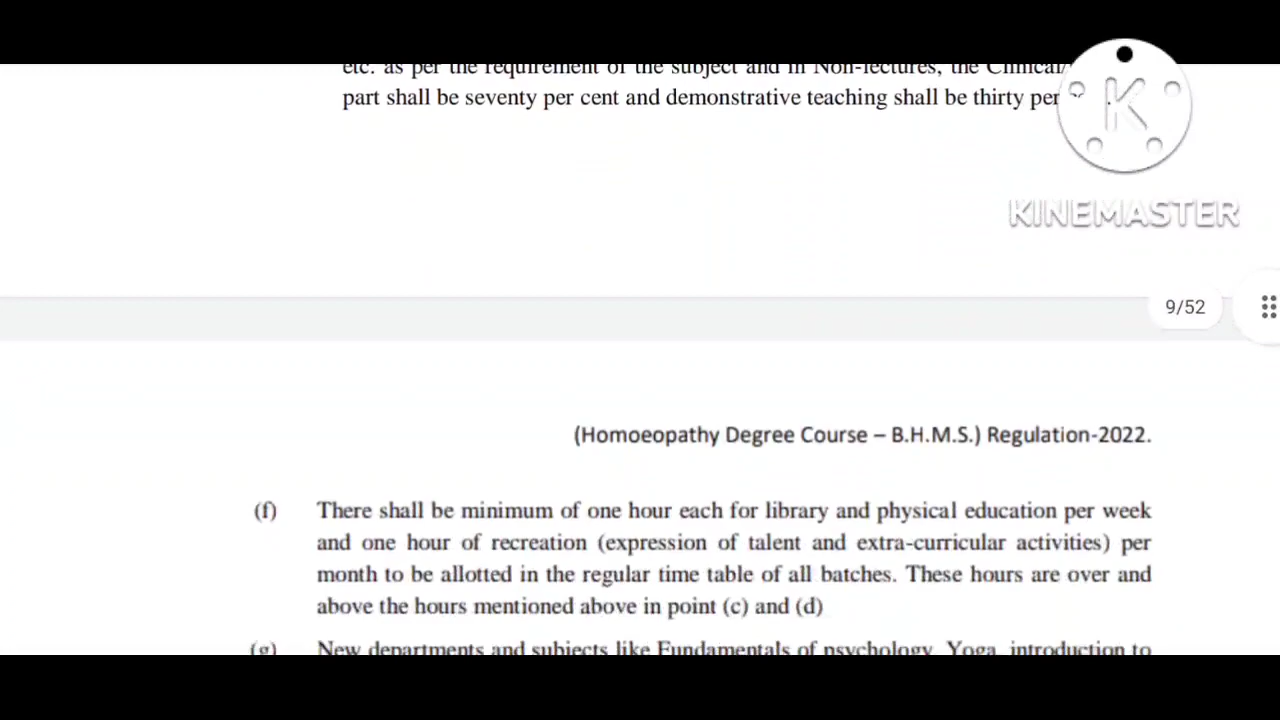 etc. as per the requirement of the subject and in Non-lectures, the Clinical/
part shall be seventy per cent and demonstrative teaching shall be thirty per
K
KINEMASTER
9/52
(Homoeopathy Degree Course – B.H.M.S.) Regulation-2022.
(f) There shall be minimum of one hour each for library and physical education per week
and one hour of recreation (expression of talent and extra-curricular activities) per
month to be allotted in the regular time table of all batches. These hours are over and
above the hours mentioned above in point (c) and (d)
(g) New departments and subjects like Fundamentals of psychology, Yoga, introduction to